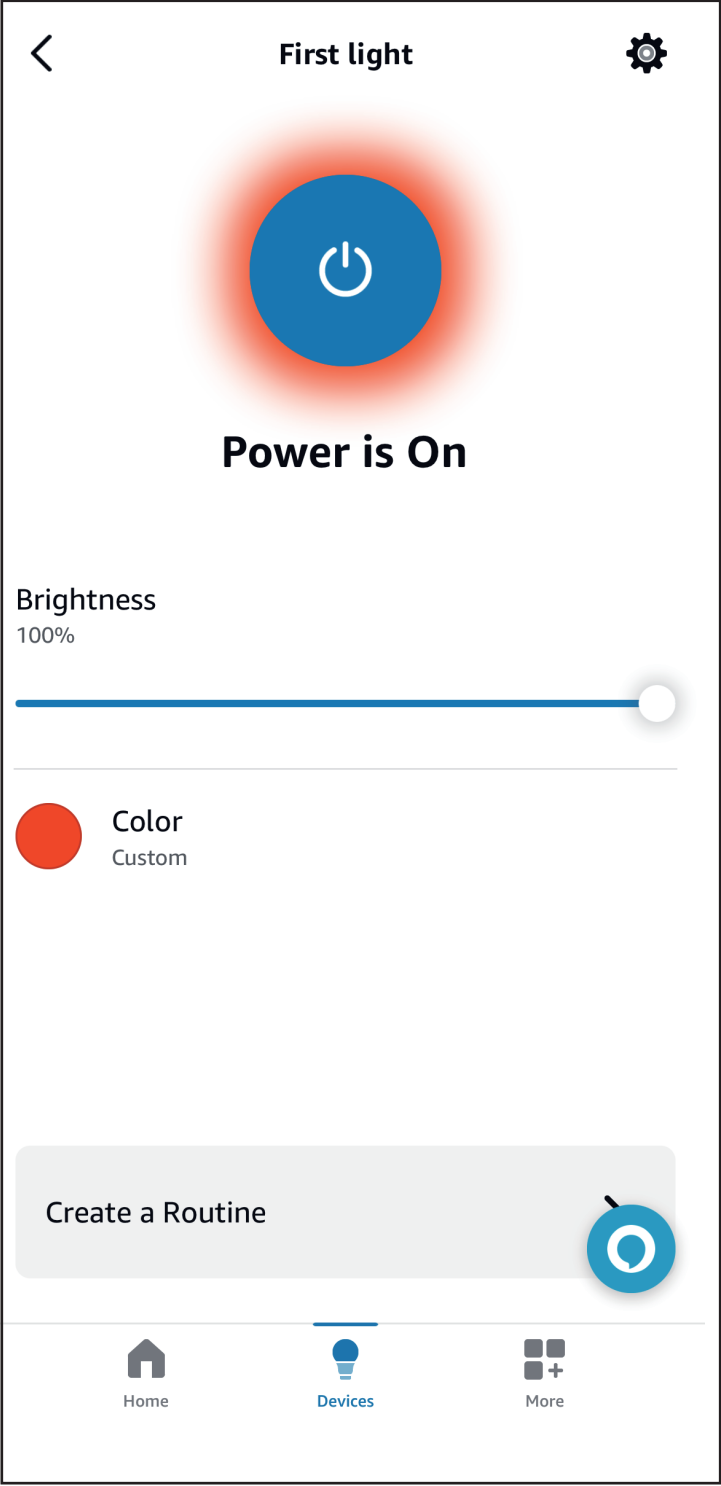 First light
Power is On
Brightness
100%
Color
Custom
Create a Routine
Home
Devices
More